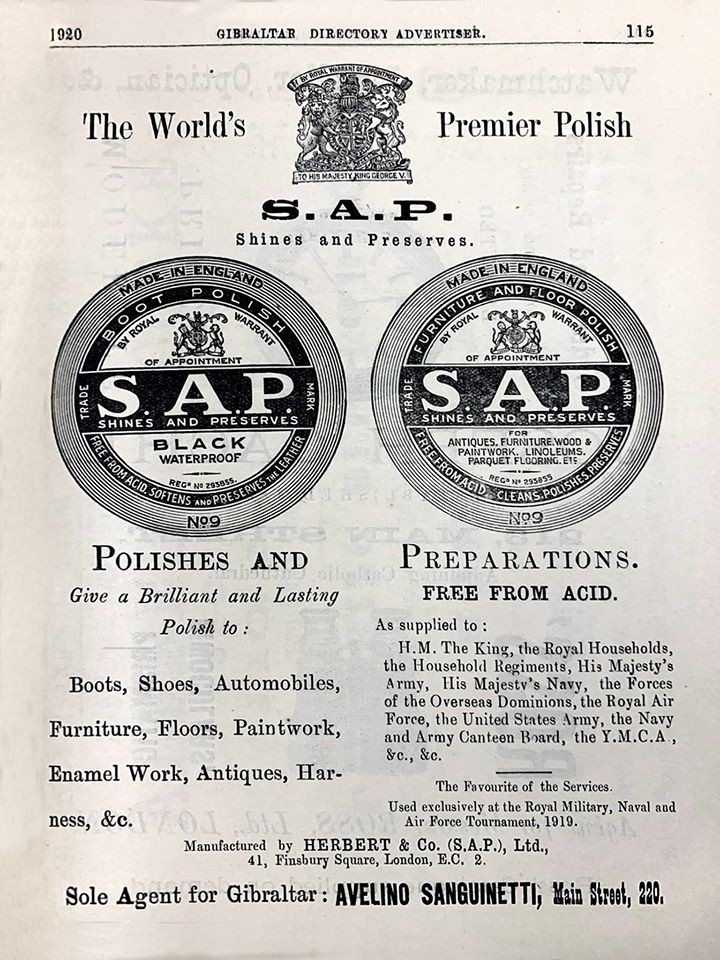 1920 GIBRALTAR DIRECTORY ADVERTISER. 115
BY ROYAL WARRANT OF APPOINTMENT
The World's Premier Polish
TO HIS MAJESTY KING GEORGE V.
S.A.P.
Shines and Preserves.
MADE IN ENGLAND
BOOT POLISH
BY ROYAL WARRANT
OF APPOINTMENT
TRADE S. A. P. MARK
SHINES AND PRESERVES
BLACK
WATERPROOF
REGD No 293855.
FREE FROM ACID, SOFTENS AND PRESERVES THE LEATHER
No9
MADE IN ENGLAND
FURNITURE AND FLOOR POLISH
BY ROYAL WARRANT
OF APPOINTMENT
TRADE S. A. P. MARK
SHINES AND PRESERVES
FOR
ANTIQUES, FURNITURE, WOOD &
PAINTWORK, LINOLEUMS.
PARQUET FLOORING. ETC
REGD No 293855
FREE FROM ACID. CLEANS, POLISHES, PRESERVES
No9
POLISHES AND PREPARATIONS.
Give a Brilliant and Lasting
Polish to :
Boots, Shoes, Automobiles,
Furniture, Floors, Paintwork,
Enamel Work, Antiques, Har-
ness, &c.
FREE FROM ACID.
As supplied to :
H.M. The King, the Royal Households,
the Household Regiments, His Majesty's
Army, His Majesty's Navy, the Forces
of the Overseas Dominions, the Royal Air
Force, the United States Army, the Navy
and Army Canteen Board, the Y.M.C.A.,
&c., &c.
The Favourite of the Services.
Used exclusively at the Royal Military, Naval and
Air Force Tournament, 1919.
Manufactured by HERBERT & Co. (S.A.P.), Ltd.,
41, Finsbury Square, London, E.C. 2.
Sole Agent for Gibraltar: AVELINO SANGUINETTI, Main Street, 220.